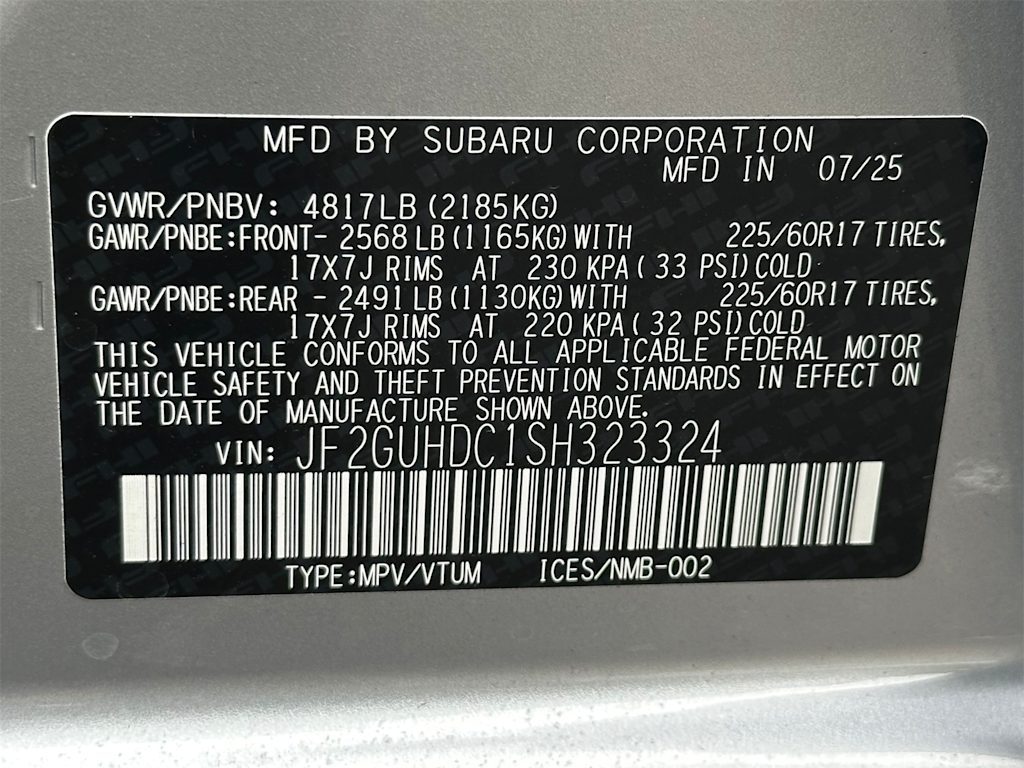 MFD BY SUBARU CORPORATION
MFD IN 07/25
GVWR/PNBV: 4817LB (2185KG)
GAWR/PNBE:FRONT- 2568 LB (1165KG) WITH 225/60R17 TIRES,
17X7J RIMS AT 230 KPA ( 33 PSI) COLD
GAWR/PNBE:REAR - 2491 LB (1130KG) WITH 225/60R17 TIRES,
17X7J RIMS AT 220 KPA ( 32 PSI) COLD
THIS VEHICLE CONFORMS TO ALL APPLICABLE FEDERAL MOTOR
VEHICLE SAFETY AND THEFT PREVENTION STANDARDS IN EFFECT ON
THE DATE OF MANUFACTURE SHOWN ABOVE.
VIN: JF2GUHDC1SH323324
TYPE:MPV/VTUM ICES/NMB-002